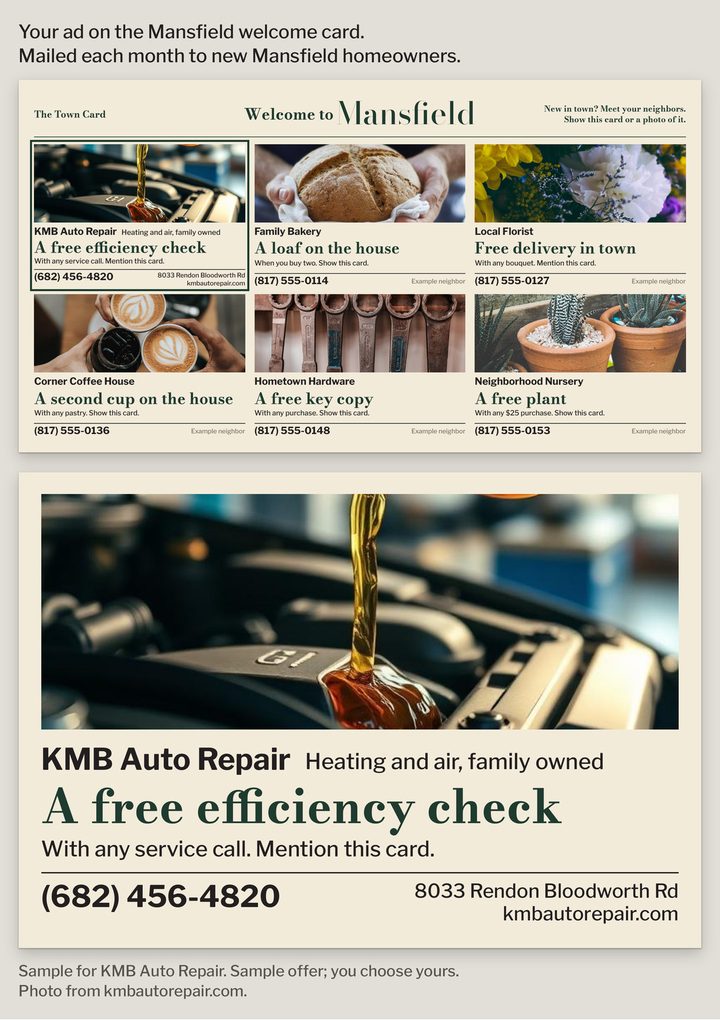 Your ad on the Mansfield welcome card.
Mailed each month to new Mansfield homeowners.
The Town Card
Welcome to Mansfield
New in town? Meet your neighbors.
Show this card or a photo of it.
KMB Auto Repair Heating and air, family owned
A free efficiency check
With any service call. Mention this card.
(682) 456-4820
8033 Rendon Bloodworth Rd
kmbautorepair.com
Family Bakery
A loaf on the house
When you buy two. Show this card.
(817) 555-0114
Example neighbor
Local Florist
Free delivery in town
With any bouquet. Mention this card.
(817) 555-0127
Example neighbor
Corner Coffee House
A second cup on the house
With any pastry. Show this card.
(817) 555-0136
Example neighbor
Hometown Hardware
A free key copy
With any purchase. Show this card.
(817) 555-0148
Example neighbor
Neighborhood Nursery
A free plant
With any $25 purchase. Show this card.
(817) 555-0153
Example neighbor
G1
KMB Auto Repair Heating and air, family owned
A free efficiency check
With any service call. Mention this card.
(682) 456-4820
8033 Rendon Bloodworth Rd
kmbautorepair.com
Sample for KMB Auto Repair. Sample offer; you choose yours.
Photo from kmbautorepair.com.